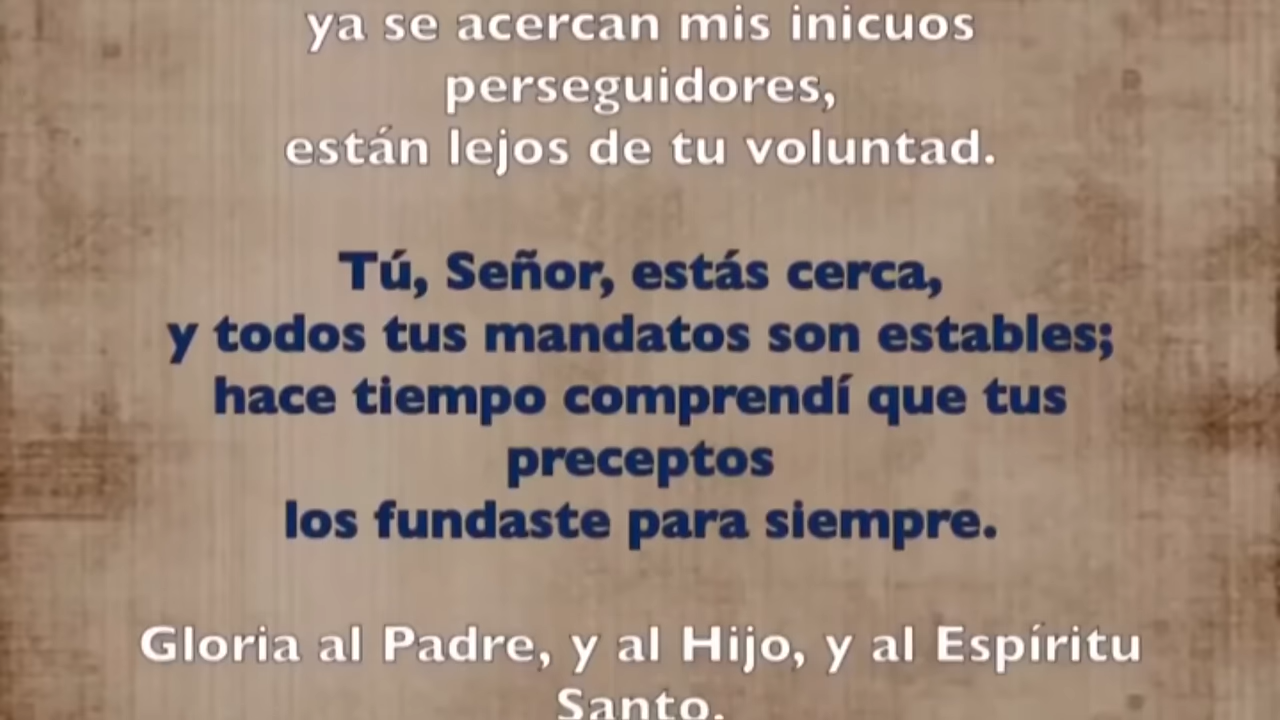 ya se acercan mis inicuos
perseguidores,
están lejos de tu voluntad.
Tú, Señor, estás cerca,
y todos tus mandatos son estables;
hace tiempo comprendí que tus
preceptos
los fundaste para siempre.
Gloria al Padre, y al Hijo, y al Espíritu
Santo.